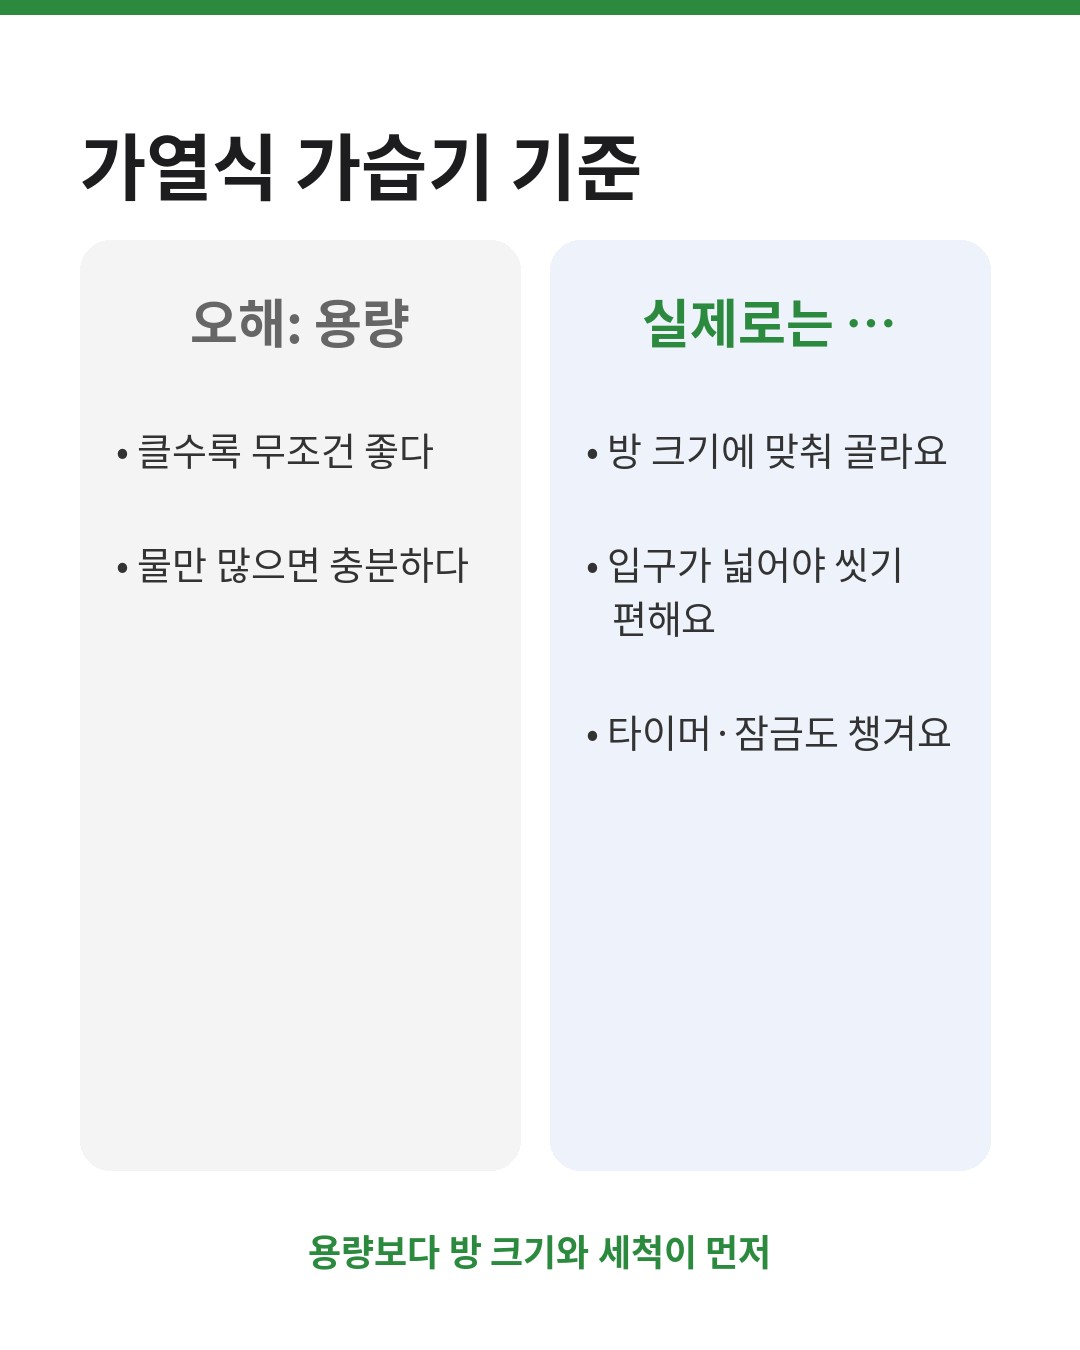 가열식 가습기 기준
오해: 용량
• 클수록 무조건 좋다
• 물만 많으면 충분하다
실제로는 …
• 방 크기에 맞춰 골라요
• 입구가 넓어야 씻기
편해요
• 타이머·잠금도 챙겨요
용량보다 방 크기와 세척이 먼저